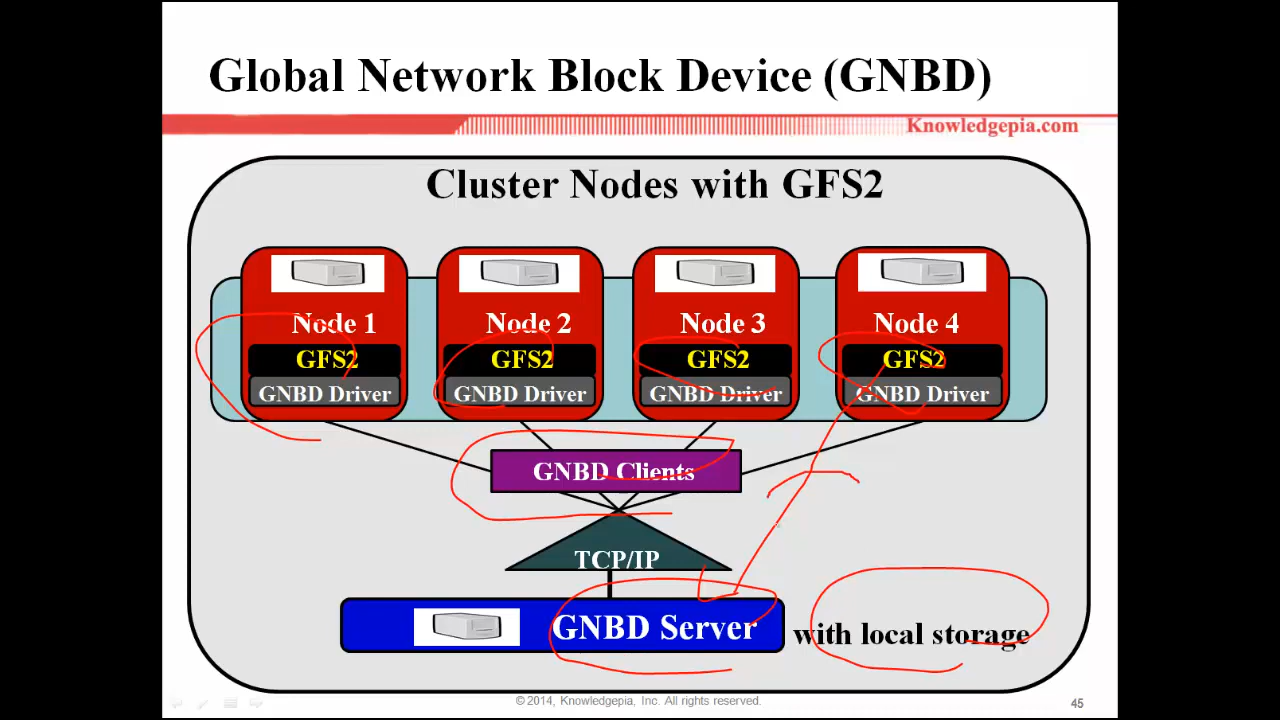 Global Network Block Device (GNBD)
Knowledgepia.com
Cluster Nodes with GFS2
Node 1
Node 2
Node 3
Node 4
GFS2
GFS2
GFS2
GFS2
GNBD Driver
GNBD Driver
GNBD Driver
GNBD Driver
GNBD Clients
TCP/IP
GNBD Server
with local storage
© 2014, Knowledgepia, Inc. All rights reserved.
45